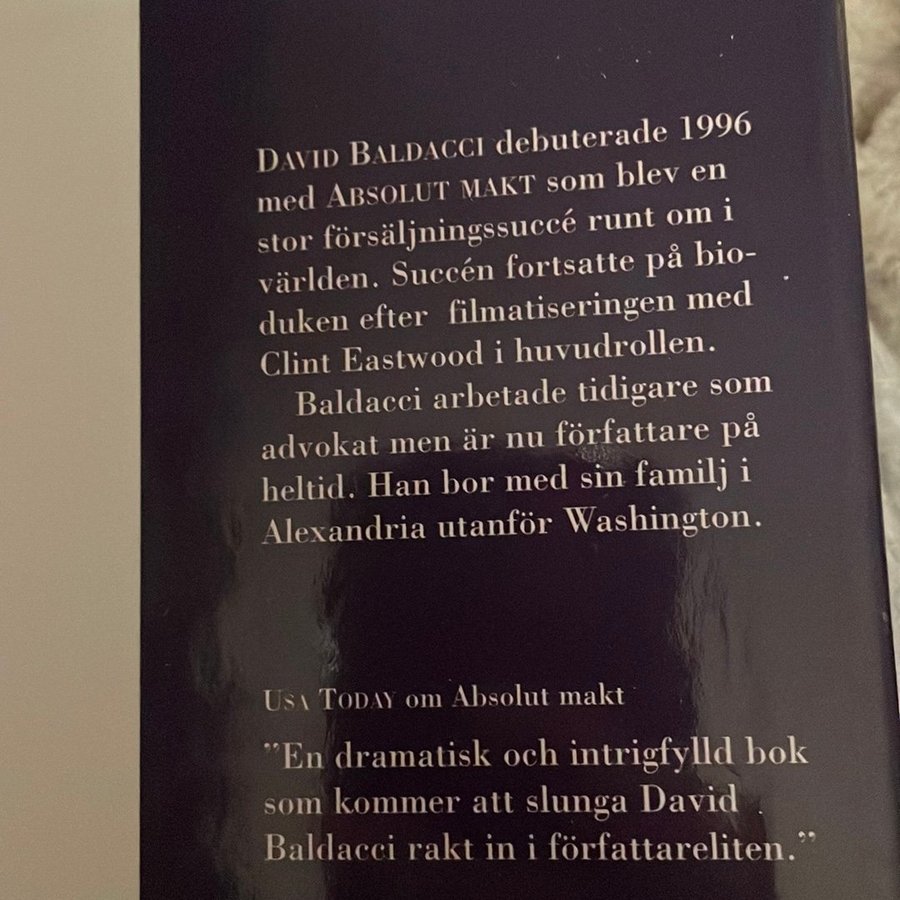 DAVID BALDACCI debuterade 1996
med ABSOLUT MAKT som blev en
stor försäljningssuccé runt om i
världen. Succén fortsatte på bio-
duken efter filmatiseringen med
Clint Eastwood i huvudrollen.
Baldacci arbetade tidigare som
advokat men är nu författare på
heltid. Han bor med sin familj i
Alexandria utanför Washington.
USA TODAY om Absolut makt
”En dramatisk och intrigfylld bok
som kommer att slunga David
Baldacci rakt in i författareliten.”